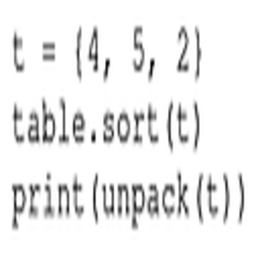 t = {4, 5, 2}
table.sort(t)
print(unpack(t))